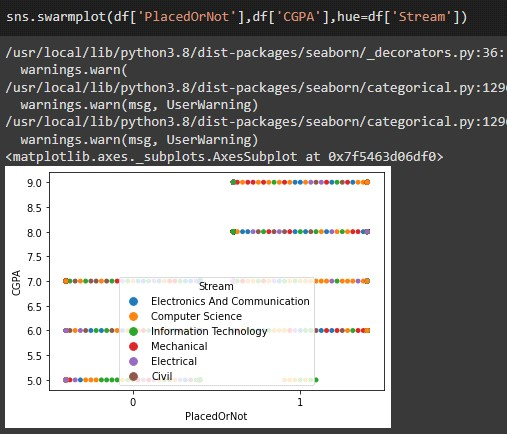 sns.swarmplot(df['PlacedOrNot'],df['CGPA'],hue=df['Stream'])
/usr/local/lib/python3.8/dist-packages/seaborn/_decorators.py:36:
warnings.warn(
/usr/local/lib/python3.8/dist-packages/seaborn/categorical.py:129
warnings.warn(msg, UserWarning)
/usr/local/lib/python3.8/dist-packages/seaborn/categorical.py:129
warnings.warn(msg, UserWarning)
<matplotlib.axes._subplots.AxesSubplot at 0x7f5463d06df0>
9.0
8.5
8.0
7.5
7.0
6.5
6.0
5.5
5.0
CGPA
Stream
Electronics And Communication
Computer Science
Information Technology
Mechanical
Electrical
Civil
0 1
PlacedOrNot